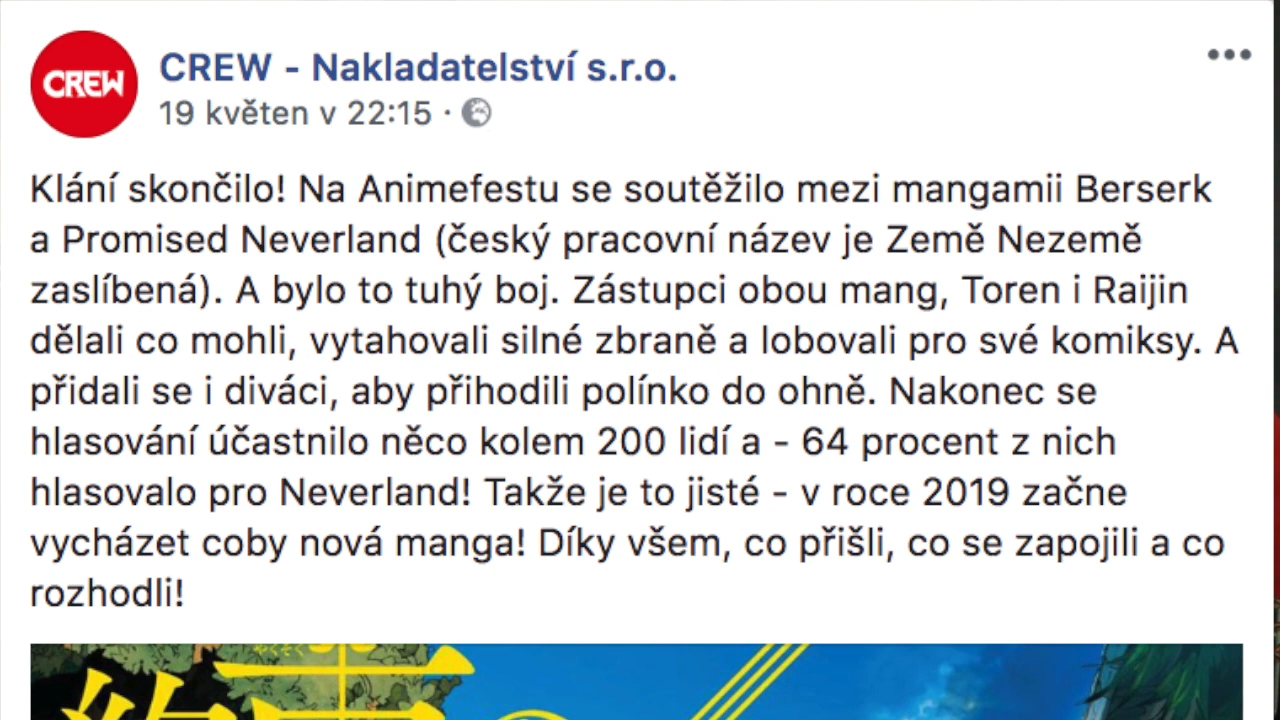 CREW
CREW - Nakladatelství s.r.o.
19 květen v 22:15 ·
Klání skončilo! Na Animefestu se soutěžilo mezi mangamii Berserk
a Promised Neverland (český pracovní název je Země Nezemě
zaslíbená). A bylo to tuhý boj. Zástupci obou mang, Toren i Raijin
dělali co mohli, vytahovali silné zbraně a lobovali pro své komiksy. A
přidali se i diváci, aby přihodili polínko do ohně. Nakonec se
hlasování účastnilo něco kolem 200 lidí a - 64 procent z nich
hlasovalo pro Neverland! Takže je to jisté - v roce 2019 začne
vycházet coby nová manga! Díky všem, co přišli, co se zapojili a co
rozhodli!
やくそく